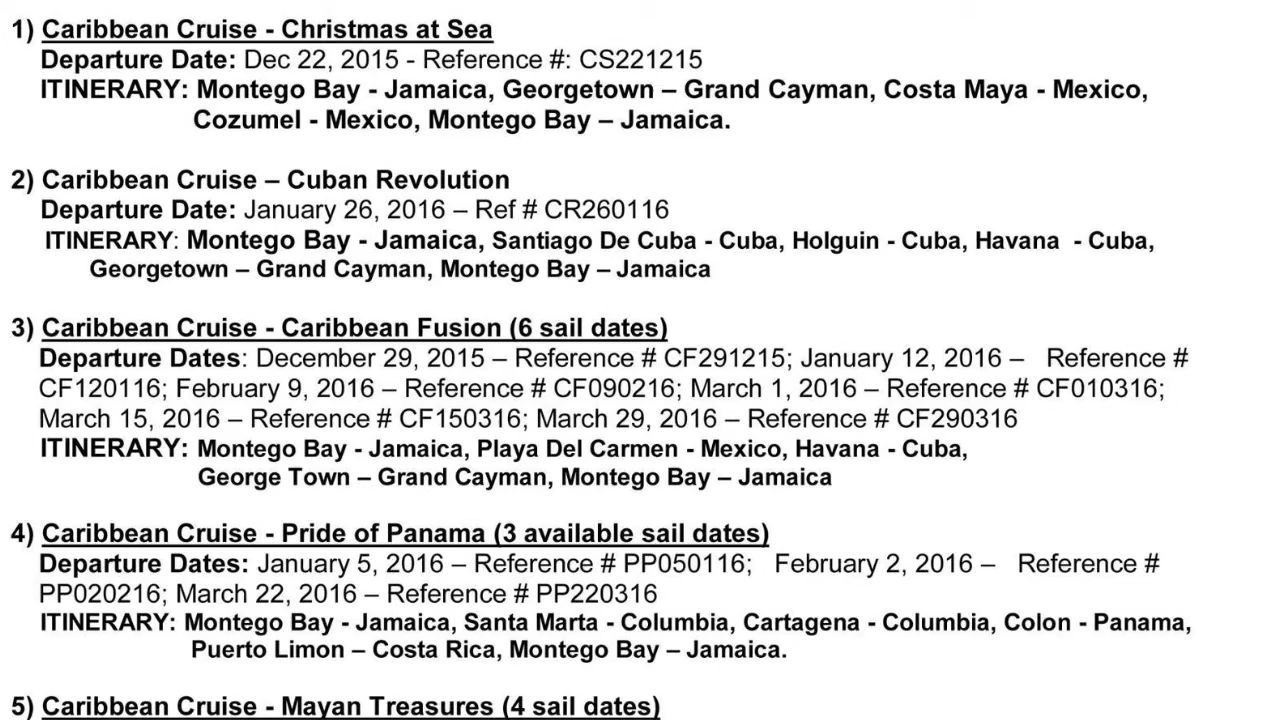 1) Caribbean Cruise - Christmas at Sea
Departure Date: Dec 22, 2015 - Reference #: CS221215
ITINERARY: Montego Bay - Jamaica, Georgetown – Grand Cayman, Costa Maya - Mexico,
Cozumel - Mexico, Montego Bay – Jamaica.
2) Caribbean Cruise – Cuban Revolution
Departure Date: January 26, 2016 – Ref # CR260116
ITINERARY: Montego Bay - Jamaica, Santiago De Cuba - Cuba, Holguin - Cuba, Havana - Cuba,
Georgetown – Grand Cayman, Montego Bay – Jamaica
3) Caribbean Cruise - Caribbean Fusion (6 sail dates)
Departure Dates: December 29, 2015 – Reference # CF291215; January 12, 2016 – Reference #
CF120116; February 9, 2016 – Reference # CF090216; March 1, 2016 – Reference # CF010316;
March 15, 2016 – Reference # CF150316; March 29, 2016 – Reference # CF290316
ITINERARY: Montego Bay - Jamaica, Playa Del Carmen - Mexico, Havana - Cuba,
George Town – Grand Cayman, Montego Bay – Jamaica
4) Caribbean Cruise - Pride of Panama (3 available sail dates)
Departure Dates: January 5, 2016 – Reference # PP050116; February 2, 2016 – Reference #
PP020216; March 22, 2016 – Reference # PP220316
ITINERARY: Montego Bay - Jamaica, Santa Marta - Columbia, Cartagena - Columbia, Colon - Panama,
Puerto Limon – Costa Rica, Montego Bay – Jamaica.
5) Caribbean Cruise - Mayan Treasures (4 sail dates)